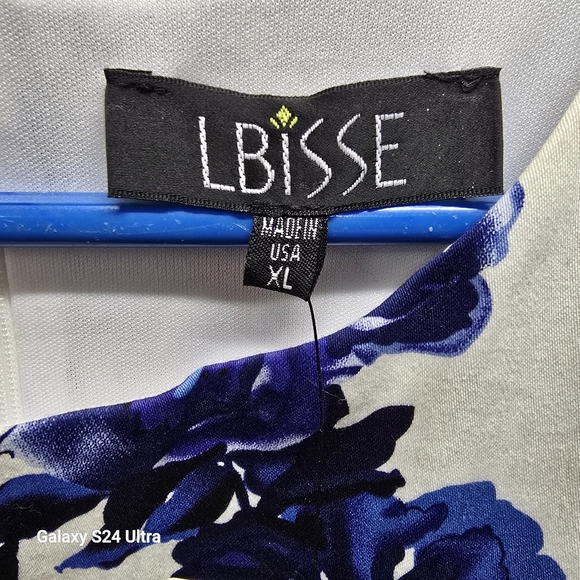 LBISSE
MADE IN
USA
XL
Galaxy S24 Ultra